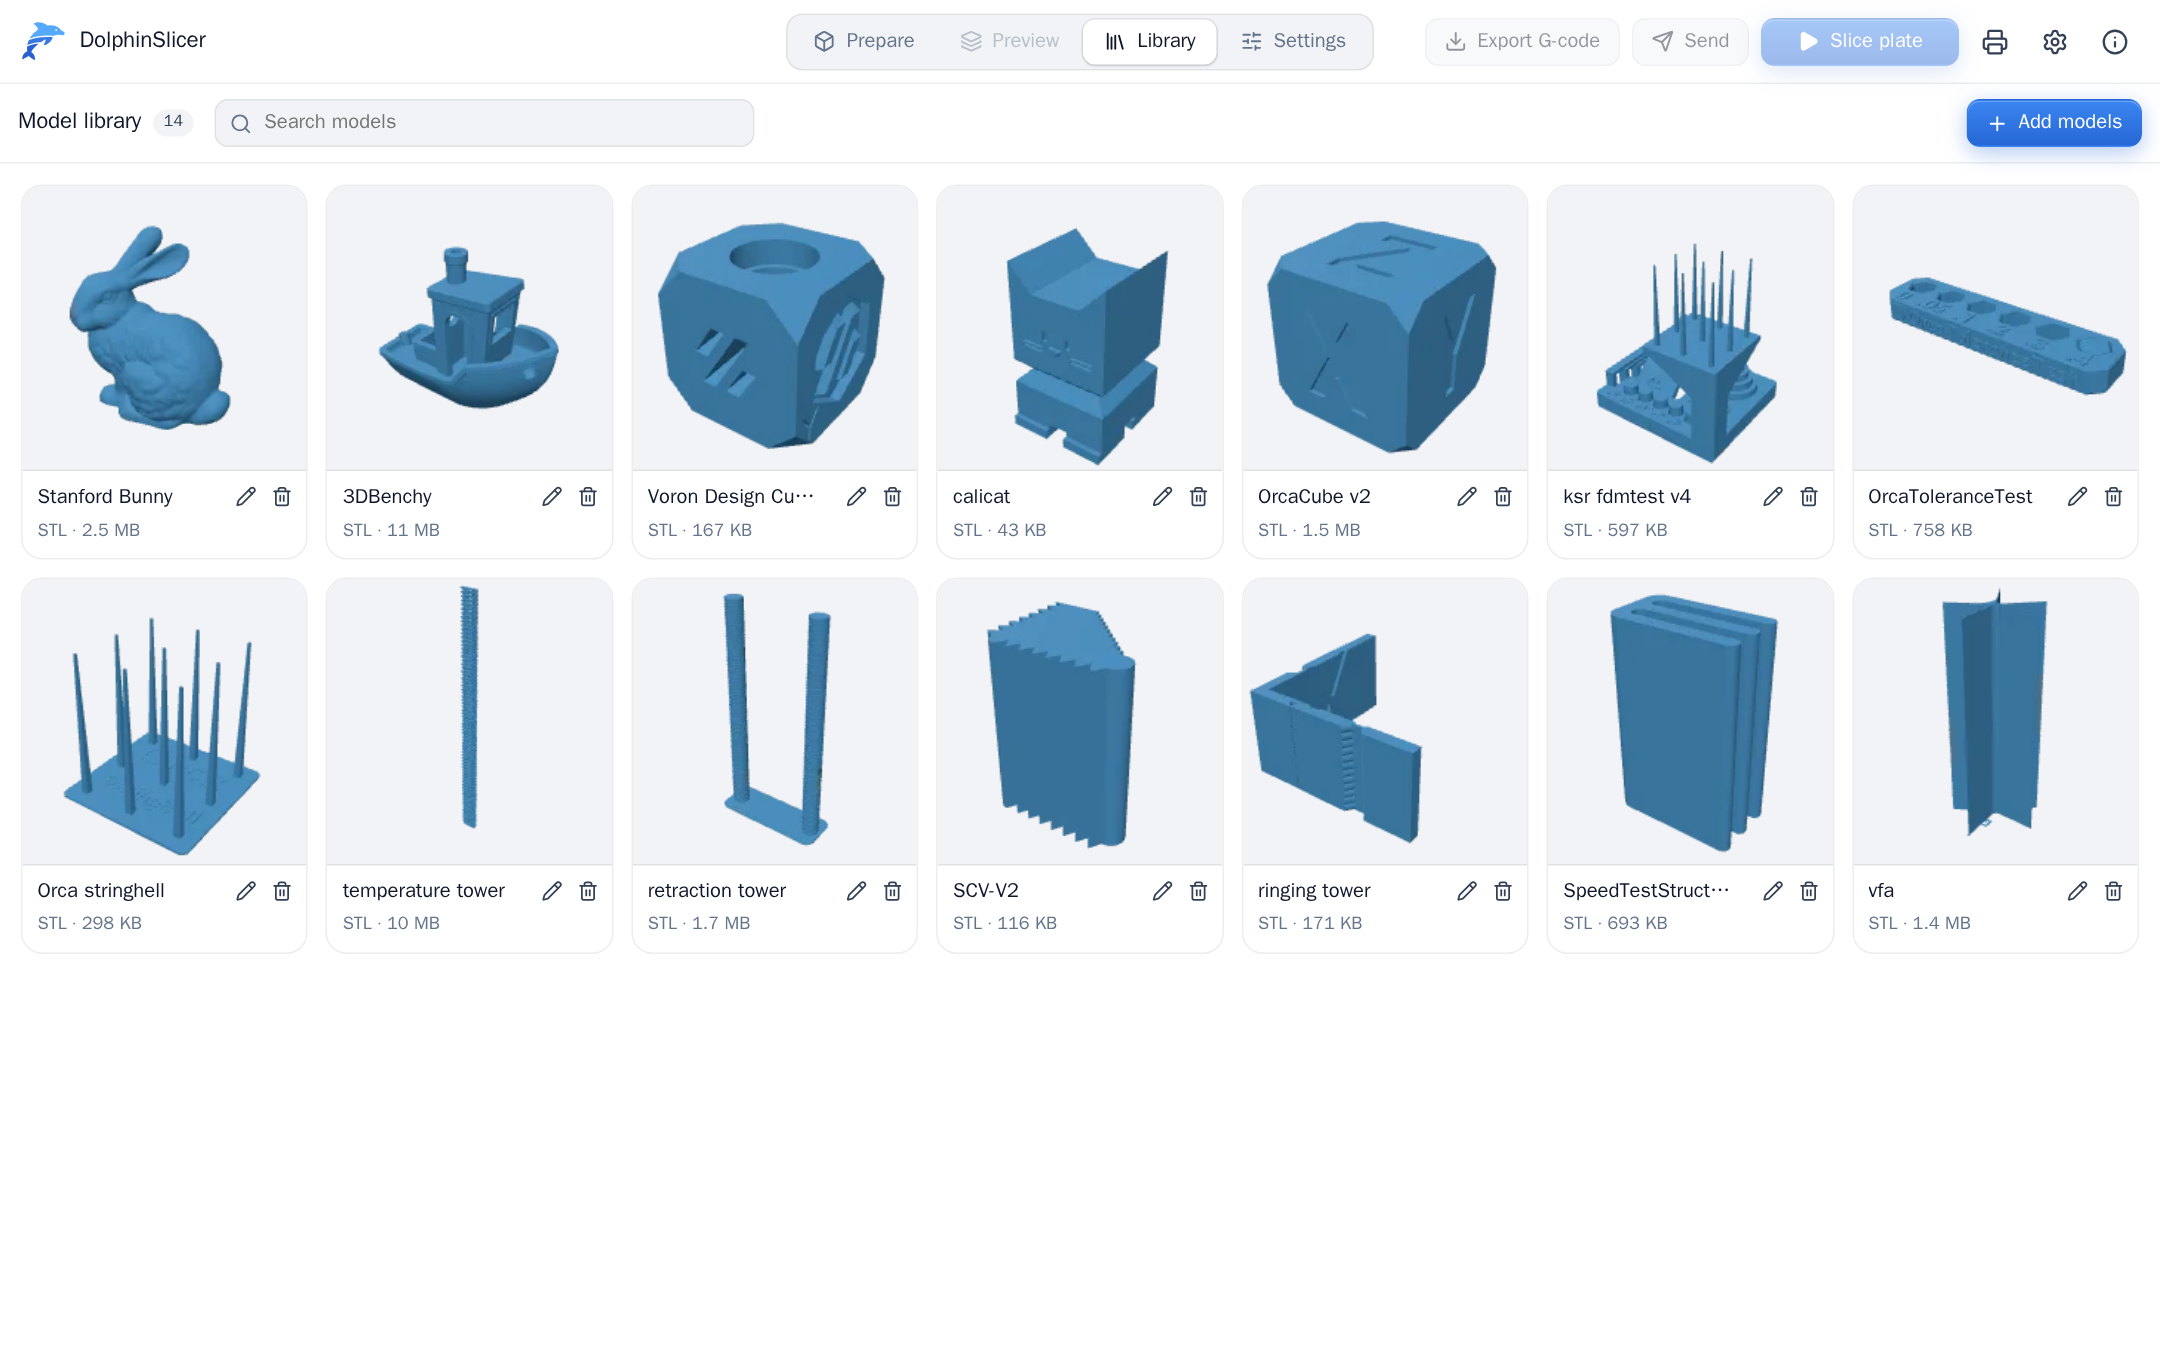 DolphinSlicer
Prepare
Preview
Library
Settings
Export G-code
Send
Slice plate
Model library
14
Search models
Add models
Stanford Bunny
STL · 2.5 MB
3DBenchy
STL · 11 MB
Voron Design Cu···
STL · 167 KB
calicat
STL · 43 KB
OrcaCube v2
STL · 1.5 MB
ksr fdmtest v4
STL · 597 KB
OrcaToleranceTest
STL · 758 KB
Orca stringhell
STL · 298 KB
temperature tower
STL · 10 MB
retraction tower
STL · 1.7 MB
SCV-V2
STL · 116 KB
ringing tower
STL · 171 KB
SpeedTestStruct···
STL · 693 KB
vfa
STL · 1.4 MB